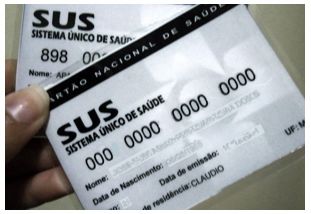 SUS
SISTEMA ÚNICO DE SAÚDE
898 00
Nome:
CARTÃO NACIONAL DE SAÚDE
SUS
SISTEMA ÚNICO DE SAÚDE
000 0000 0000 0000
Nome:
Data de Nascimento:
Data de emissão:
de residência: CLAUDIO
UF: M